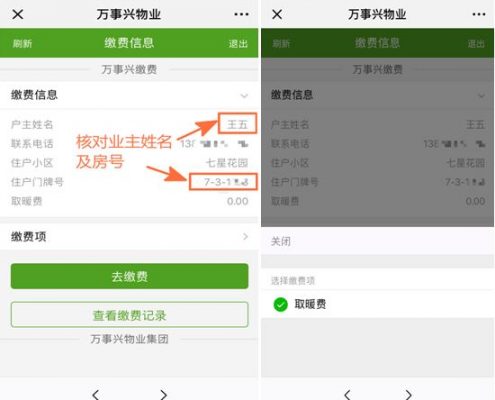 万事兴物业
刷新
缴费信息
退出
万事兴缴费
缴费信息
户主姓名
王五
联系电话
138
住户小区
七星花园
住户门牌号
7-3-1
取暖费
0.00
核对业主姓名
及房号
缴费项
去缴费
查看缴费记录
万事兴物业集团
万事兴物业
刷新
缴费信息
退出
万事兴缴费
缴费信息
户主姓名
王五
联系电话
138
住户小区
七星花园
住户门牌号
7-3-1
取暖费
0.00
关闭
选择缴费项
取暖费